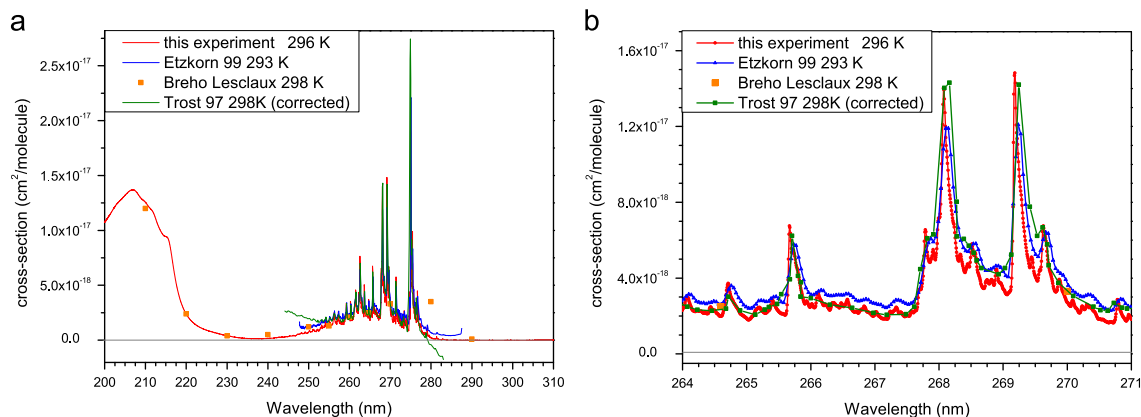 a
this experiment 296 K
Etzkorn 99 293 K
Breho Lesclaux 298 K
Trost 97 298K (corrected)
cross-section (cm²/molecule)
2.5x10⁻¹⁷
2.0x10⁻¹⁷
1.5x10⁻¹⁷
1.0x10⁻¹⁷
5.0x10⁻¹⁸
0.0
200 210 220 230 240 250 260 270 280 290 300 310
Wavelength (nm)
b
this experiment 296 K
Etzkorn 99 293 K
Breho Lesclaux 298 K
Trost 97 298K (corrected)
cross-section (cm²/molecule)
1.6x10⁻¹⁷
1.2x10⁻¹⁷
8.0x10⁻¹⁸
4.0x10⁻¹⁸
0.0
264 265 266 267 268 269 270 271
Wavelength (nm)